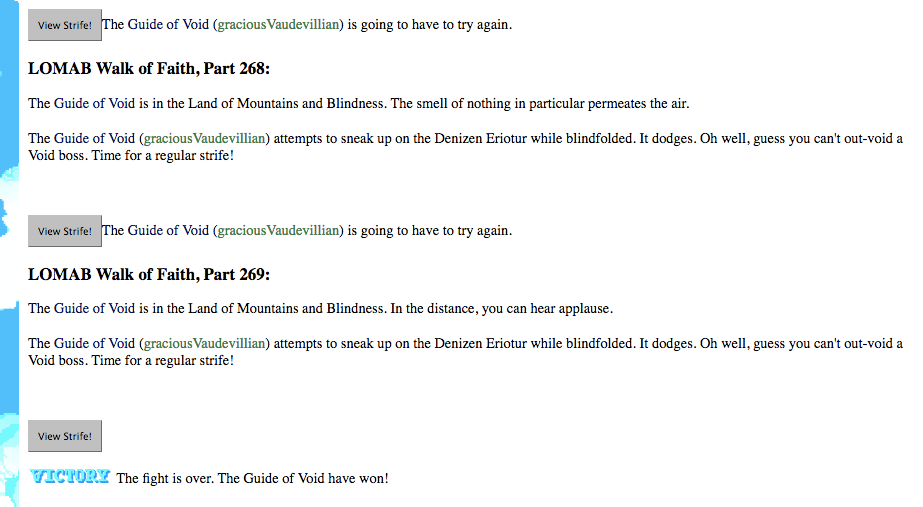 View Strife! The Guide of Void (graciousVaudevillian) is going to have to try again.
LOMAB Walk of Faith, Part 268:
The Guide of Void is in the Land of Mountains and Blindness. The smell of nothing in particular permeates the air.
The Guide of Void (graciousVaudevillian) attempts to sneak up on the Denizen Eriotur while blindfolded. It dodges. Oh well, guess you can't out-void a
Void boss. Time for a regular strife!
View Strife! The Guide of Void (graciousVaudevillian) is going to have to try again.
LOMAB Walk of Faith, Part 269:
The Guide of Void is in the Land of Mountains and Blindness. In the distance, you can hear applause.
The Guide of Void (graciousVaudevillian) attempts to sneak up on the Denizen Eriotur while blindfolded. It dodges. Oh well, guess you can't out-void a
Void boss. Time for a regular strife!
View Strife!
VICTORY The fight is over. The Guide of Void have won!